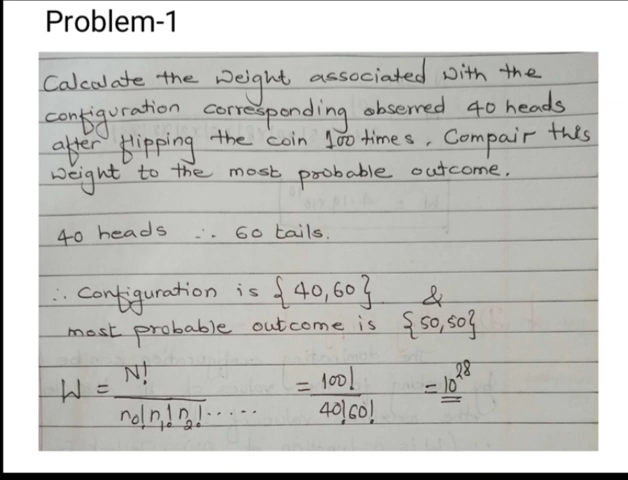 Problem-1
Calculate the Weight associated with the
configuration corresponding observed 40 heads
after flipping the coin 100 times. Compair this
weight to the most probable outcome.
40 heads ∴ 60 tails.
∴ Configuration is {40,60} &
most probable outcome is {50,50}
W = N! / n₀! n₁! n₂! ..... = 100! / 40! 60! = 10²⁸